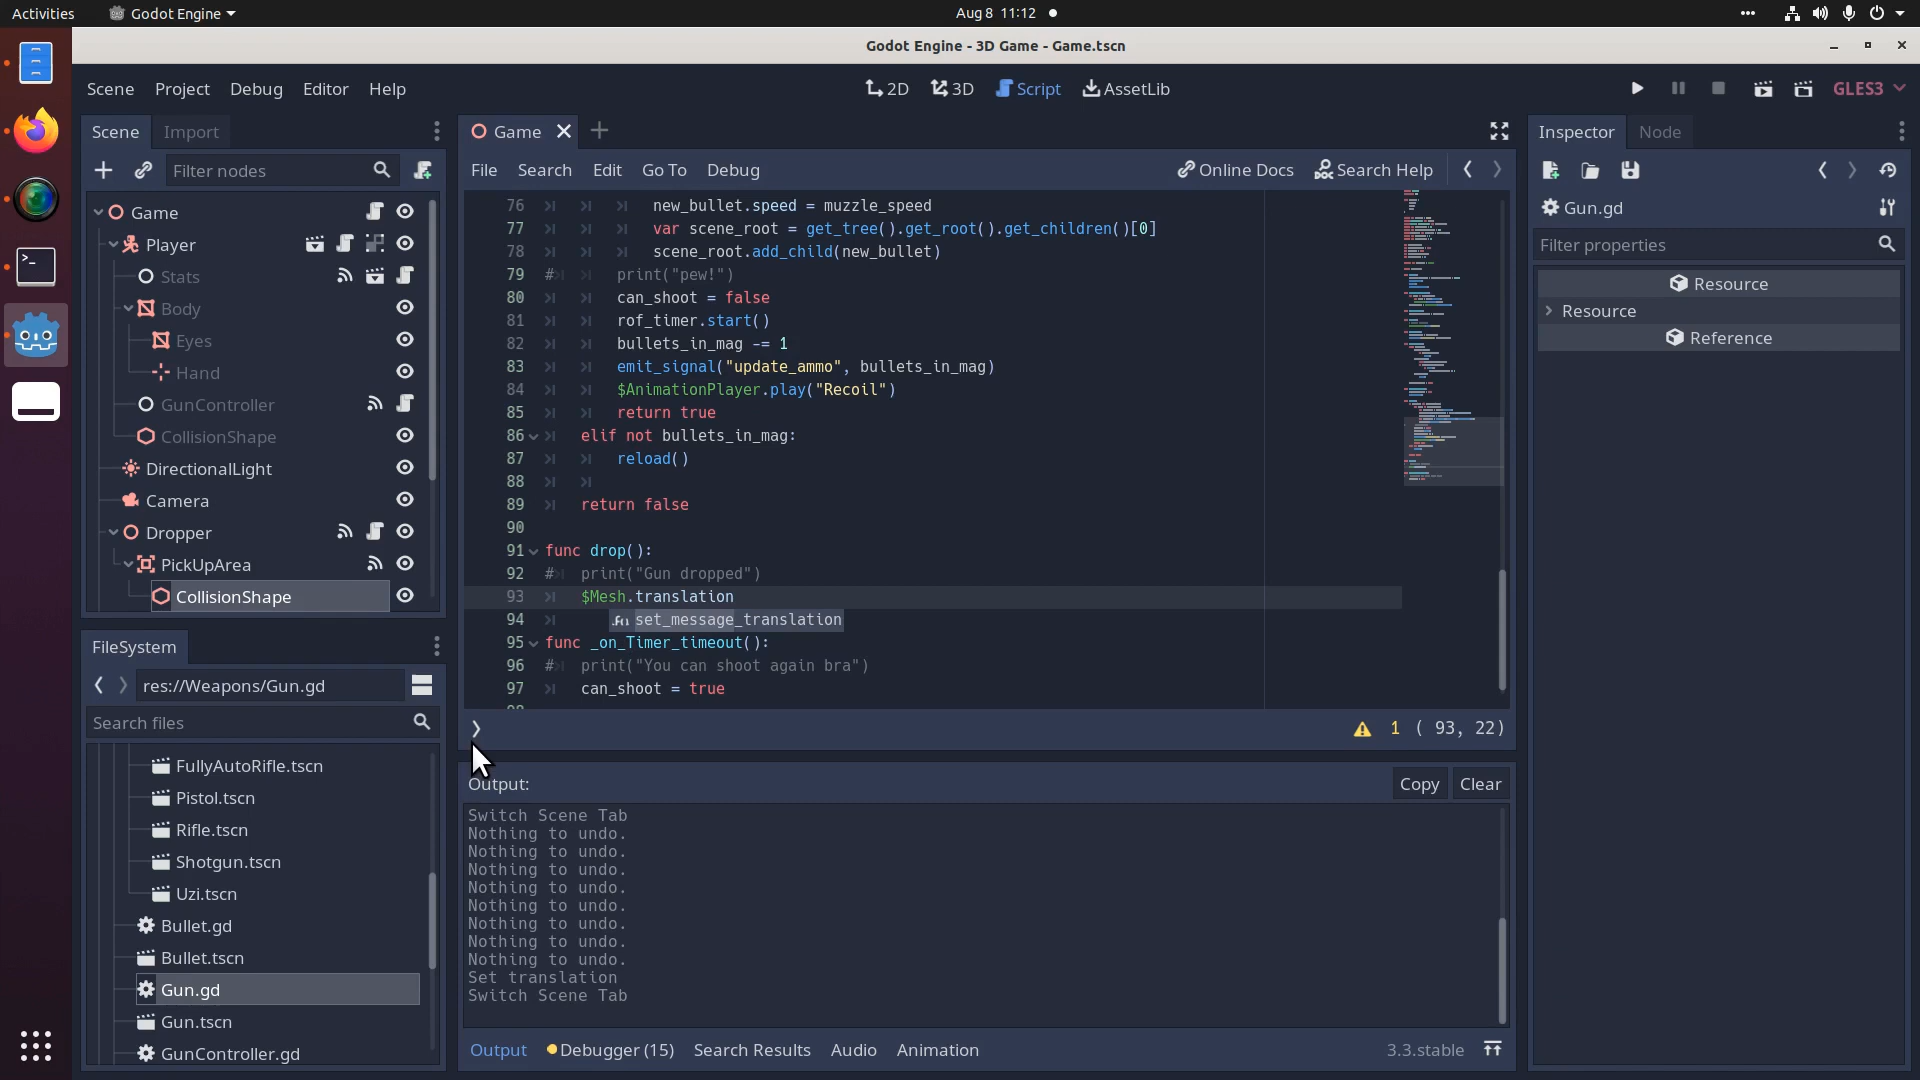 Activities
Godot Engine
Aug 8 11:12
Godot Engine - 3D Game - Game.tscn
Scene Project Debug Editor Help
2D 3D Script AssetLib
GLES3
Scene Import
Filter nodes
Game
Player
Stats
Body
Eyes
Hand
GunController
CollisionShape
DirectionalLight
Camera
Dropper
PickUpArea
CollisionShape
FileSystem
res://Weapons/Gun.gd
Search files
FullyAutoRifle.tscn
Pistol.tscn
Rifle.tscn
Shotgun.tscn
Uzi.tscn
Bullet.gd
Bullet.tscn
Gun.gd
Gun.tscn
GunController.gd
Game
File Search Edit Go To Debug
Online Docs Search Help
76 new_bullet.speed = muzzle_speed
77 var scene_root = get_tree().get_root().get_children()[0]
78 scene_root.add_child(new_bullet)
79 # print("pew!")
80 can_shoot = false
81 rof_timer.start()
82 bullets_in_mag -= 1
83 emit_signal("update_ammo", bullets_in_mag)
84 $AnimationPlayer.play("Recoil")
85 return true
86 elif not bullets_in_mag:
87 reload()
88
89 return false
90
91 func drop():
92 # print("Gun dropped")
93 $Mesh.translation
94 set_message_translation
95 func _on_Timer_timeout():
96 # print("You can shoot again bra")
97 can_shoot = true
1 ( 93, 22)
Output:
Copy Clear
Switch Scene Tab
Nothing to undo.
Nothing to undo.
Nothing to undo.
Nothing to undo.
Nothing to undo.
Nothing to undo.
Nothing to undo.
Nothing to undo.
Set translation
Switch Scene Tab
Output Debugger (15) Search Results Audio Animation
3.3.stable
Inspector Node
Gun.gd
Filter properties
Resource
Resource
Reference